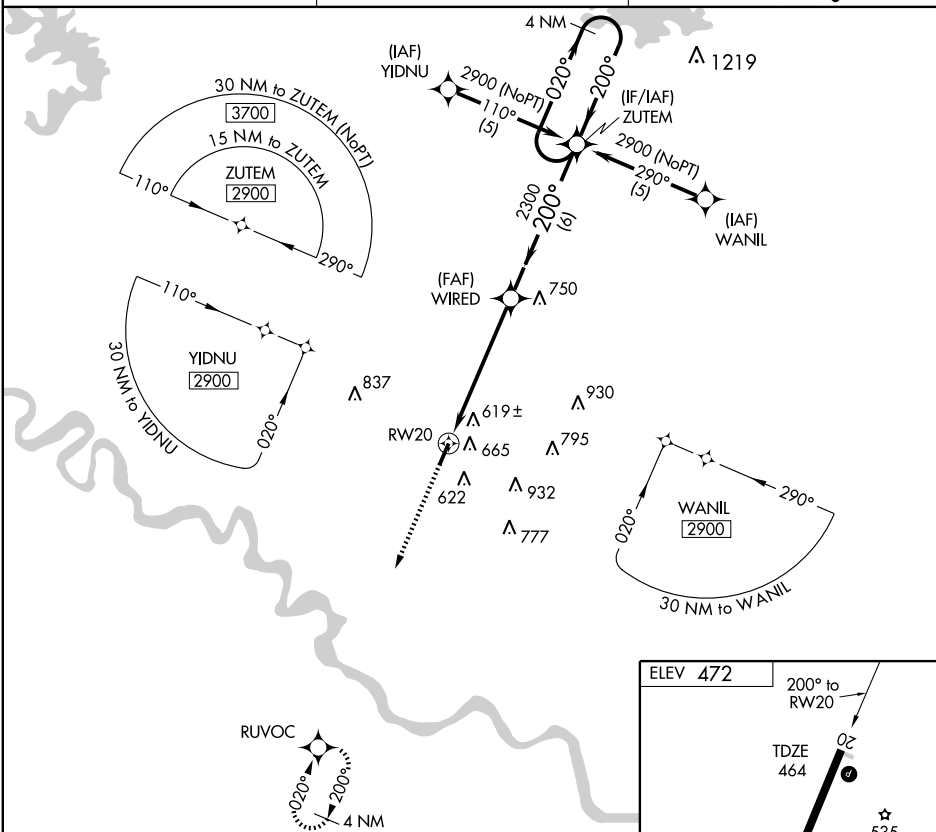 4 NM
(IAF)
YIDNU
2900 (NoPT)
110°
(5)
020°
200°
1219
(IF/IAF)
ZUTEM
2900 (NoPT)
290°
(5)
(IAF)
WANIL
30 NM to ZUTEM (NoPT)
3700
15 NM to ZUTEM
ZUTEM
2900
110°
290°
2300
200°
(6)
(FAF)
WIRED
750
110°
YIDNU
2900
30 NM to YIDNU
020°
837
930
619±
RW20
665
795
622
932
777
290°
WANIL
2900
020°
30 NM to WANIL
ELEV 472
200° to
RW20
20
TDZE
464
P
535
RUVOC
020°
200°
4 NM